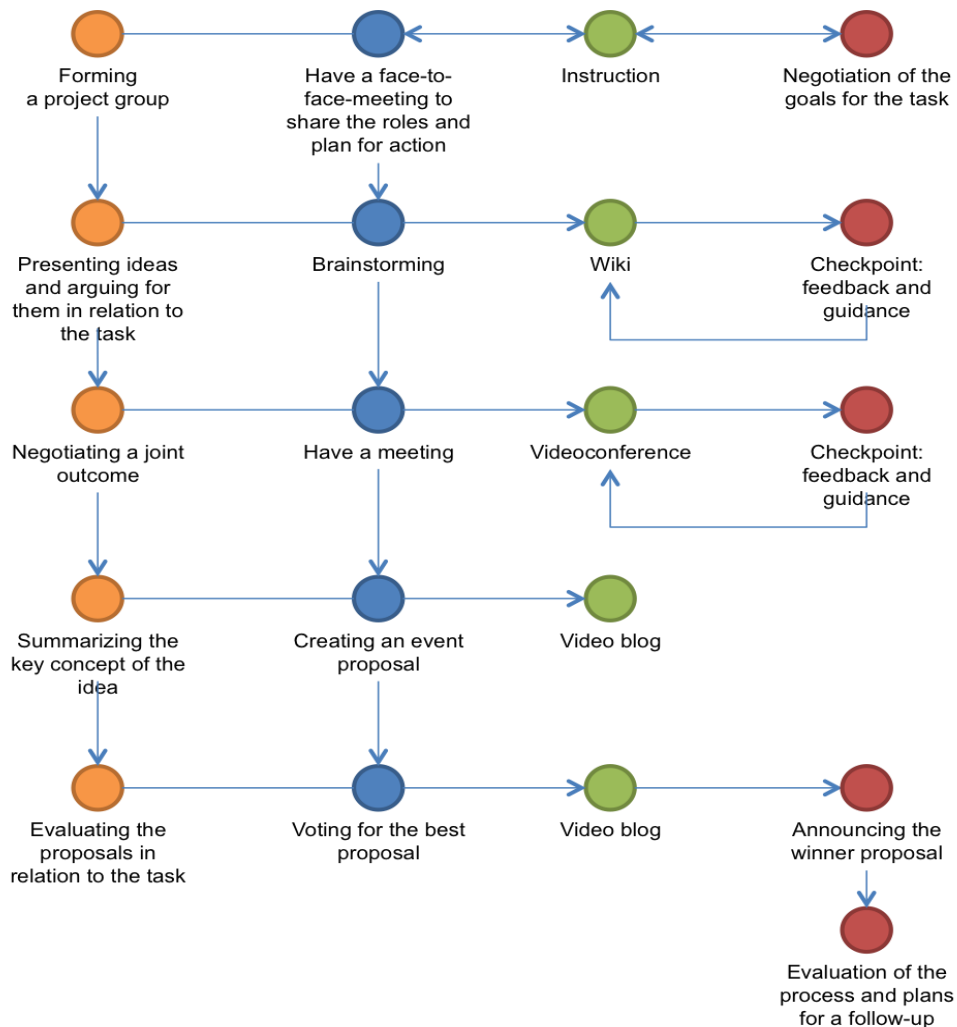 Forming
a project group
Have a face-to-
face-meeting to
share the roles and
plan for action
Instruction
Negotiation of the
goals for the task
Presenting ideas
and arguing for
them in relation to
the task
Brainstorming
Wiki
Checkpoint:
feedback and
guidance
Negotiating a joint
outcome
Have a meeting
Videoconference
Checkpoint:
feedback and
guidance
Summarizing the
key concept of the
idea
Creating an event
proposal
Video blog
Evaluating the
proposals in
relation to the task
Voting for the best
proposal
Video blog
Announcing the
winner proposal
Evaluation of the
process and plans
for a follow-up